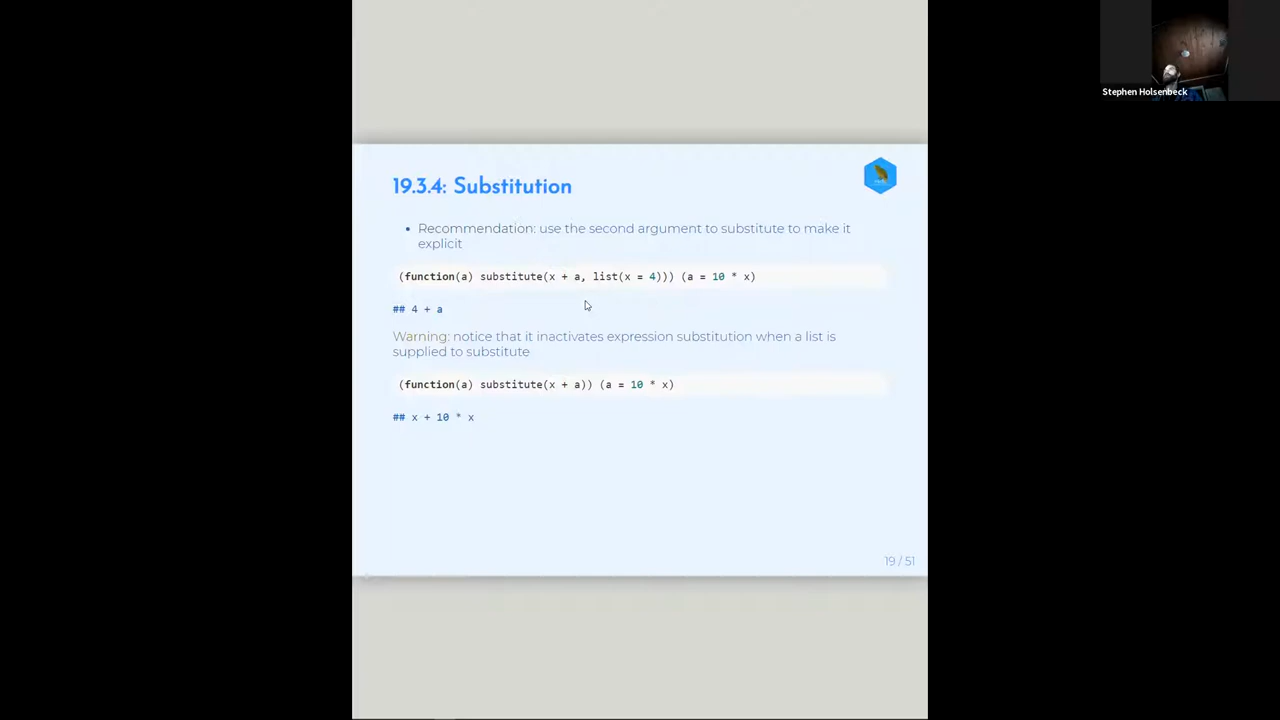 Stephen Holsenbeck
19.3.4: Substitution
• Recommendation: use the second argument to substitute to make it
explicit
(function(a) substitute(x + a, list(x = 4))) (a = 10 * x)
## 4 + a
Warning: notice that it inactivates expression substitution when a list is
supplied to substitute
(function(a) substitute(x + a)) (a = 10 * x)
## x + 10 * x
19 / 51